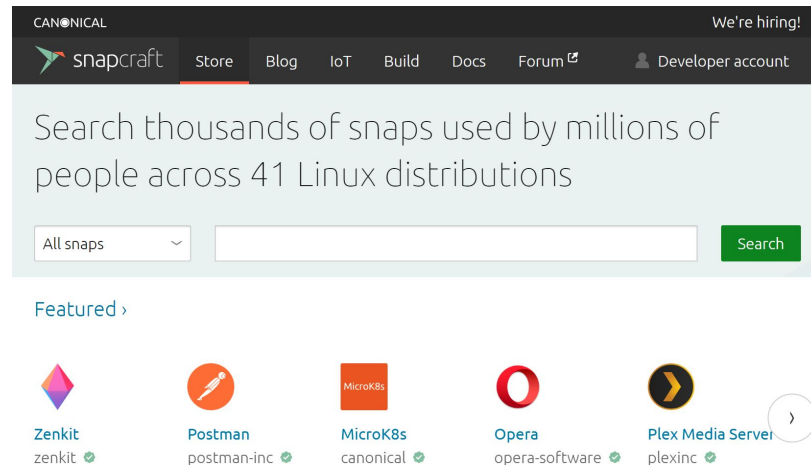 CANONICAL We're hiring!
snapcraft Store Blog IoT Build Docs Forum Developer account
Search thousands of snaps used by millions of
people across 41 Linux distributions
All snaps Search
Featured ›
MicroK8s
Zenkit Postman MicroK8s Opera Plex Media Server
zenkit postman-inc canonical opera-software plexinc